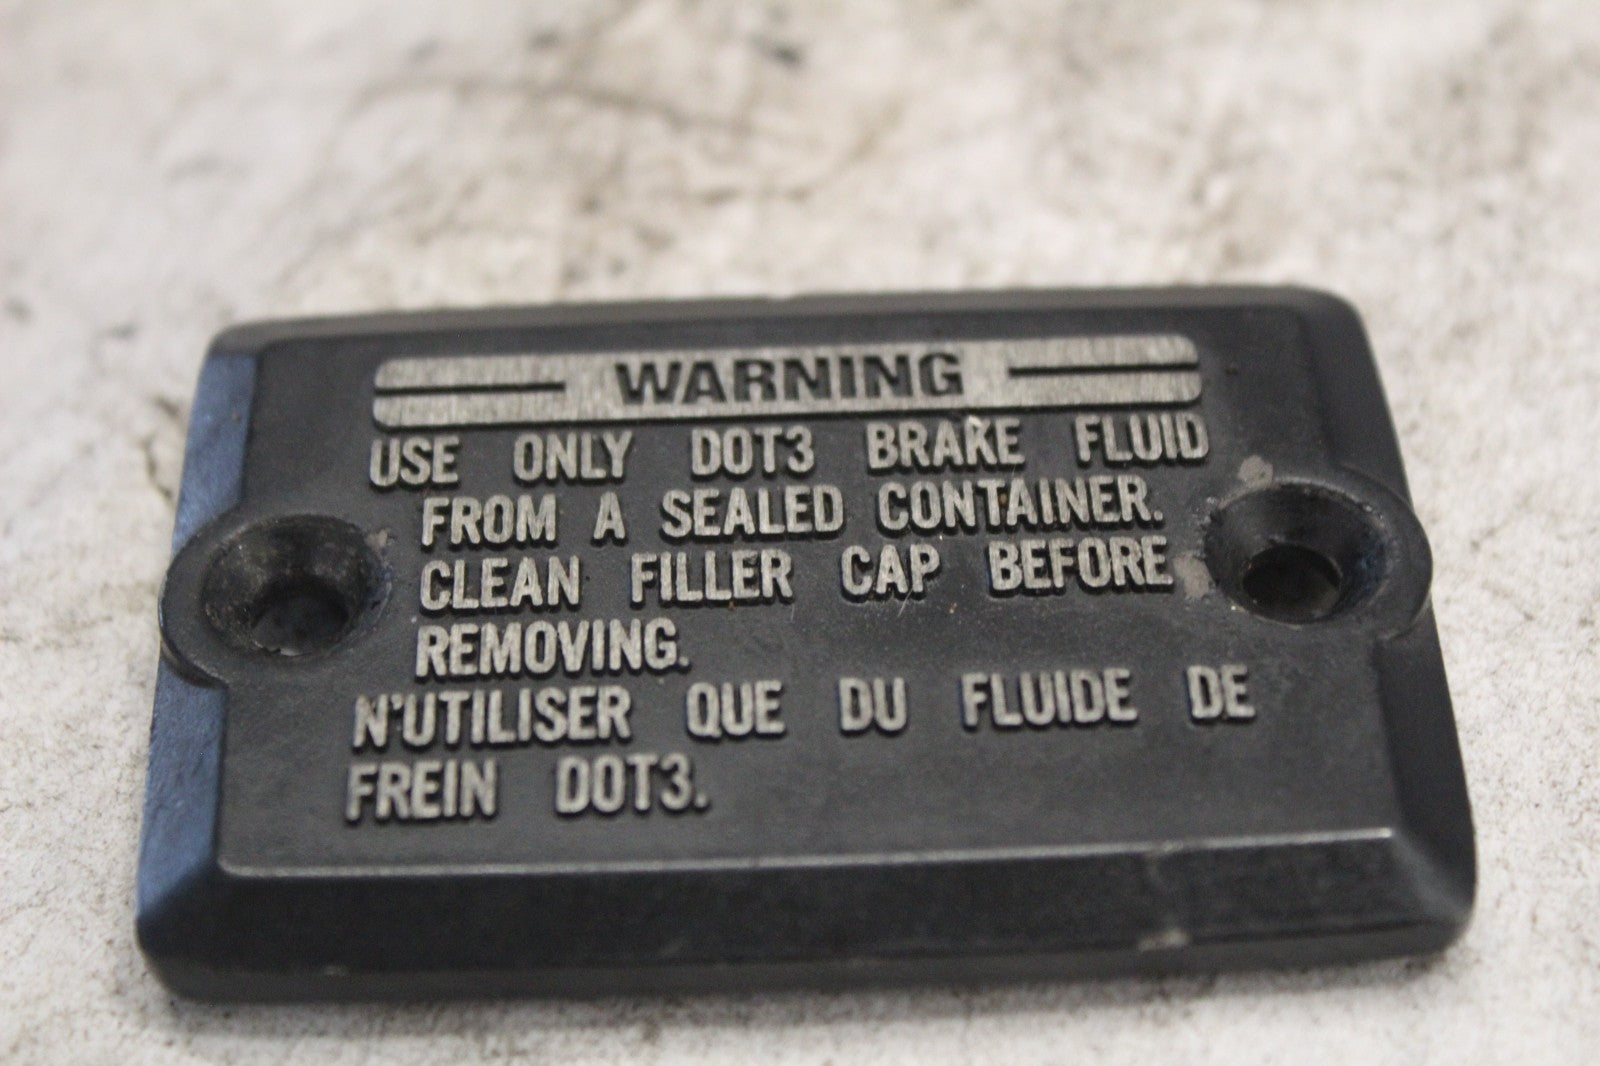 WARNING
USE ONLY DOT3 BRAKE FLUID
FROM A SEALED CONTAINER.
CLEAN FILLER CAP BEFORE
REMOVING.
N'UTILISER QUE DU FLUIDE DE
FREIN DOT3.